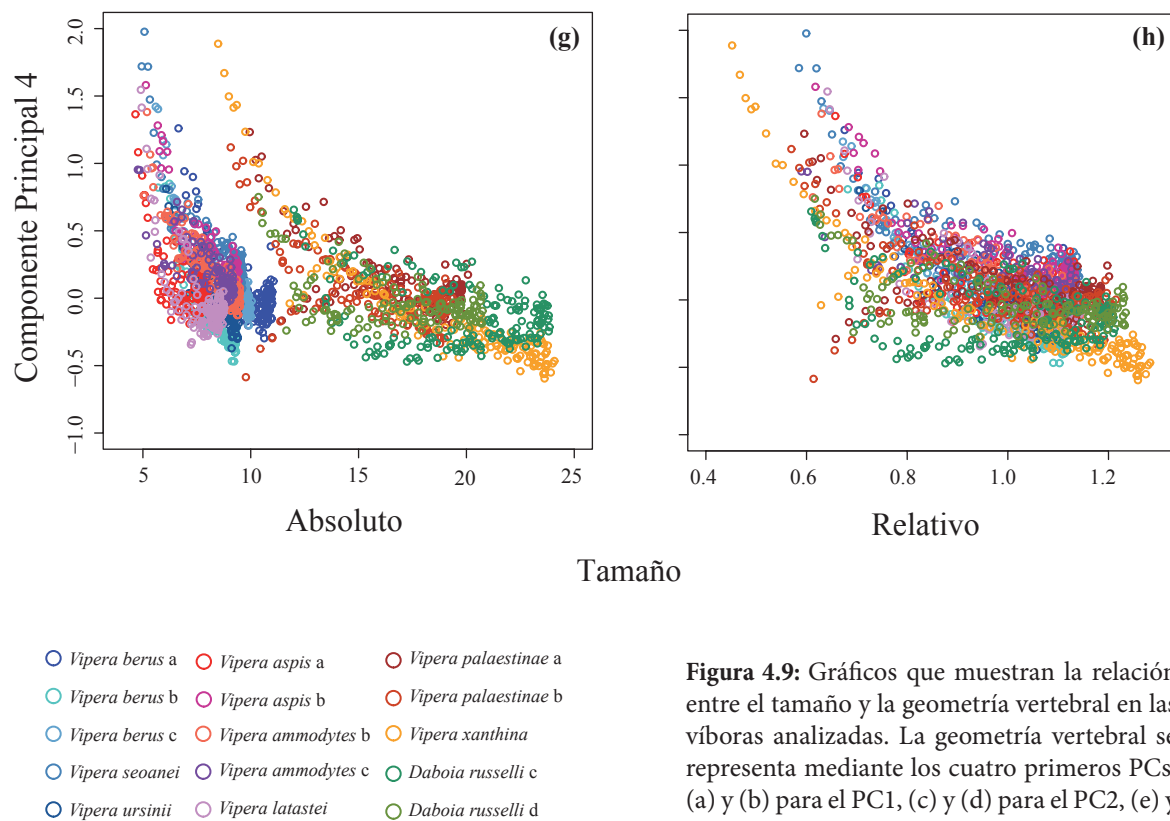 (g)
(h)
Componente Principal 4
2.0
1.5
1.0
0.5
0.0
−0.5
−1.0
5 10 15 20 25
0.4 0.6 0.8 1.0 1.2
Absoluto
Relativo
Tamaño
Vipera berus a
Vipera berus b
Vipera berus c
Vipera seoanei
Vipera ursinii
Vipera aspis a
Vipera aspis b
Vipera ammodytes b
Vipera ammodytes c
Vipera latastei
Vipera palaestinae a
Vipera palaestinae b
Vipera xanthina
Daboia russelli c
Daboia russelli d
Figura 4.9: Gráficos que muestran la relación
entre el tamaño y la geometría vertebral en las
víboras analizadas. La geometría vertebral se
representa mediante los cuatro primeros PCs
(a) y (b) para el PC1, (c) y (d) para el PC2, (e) y